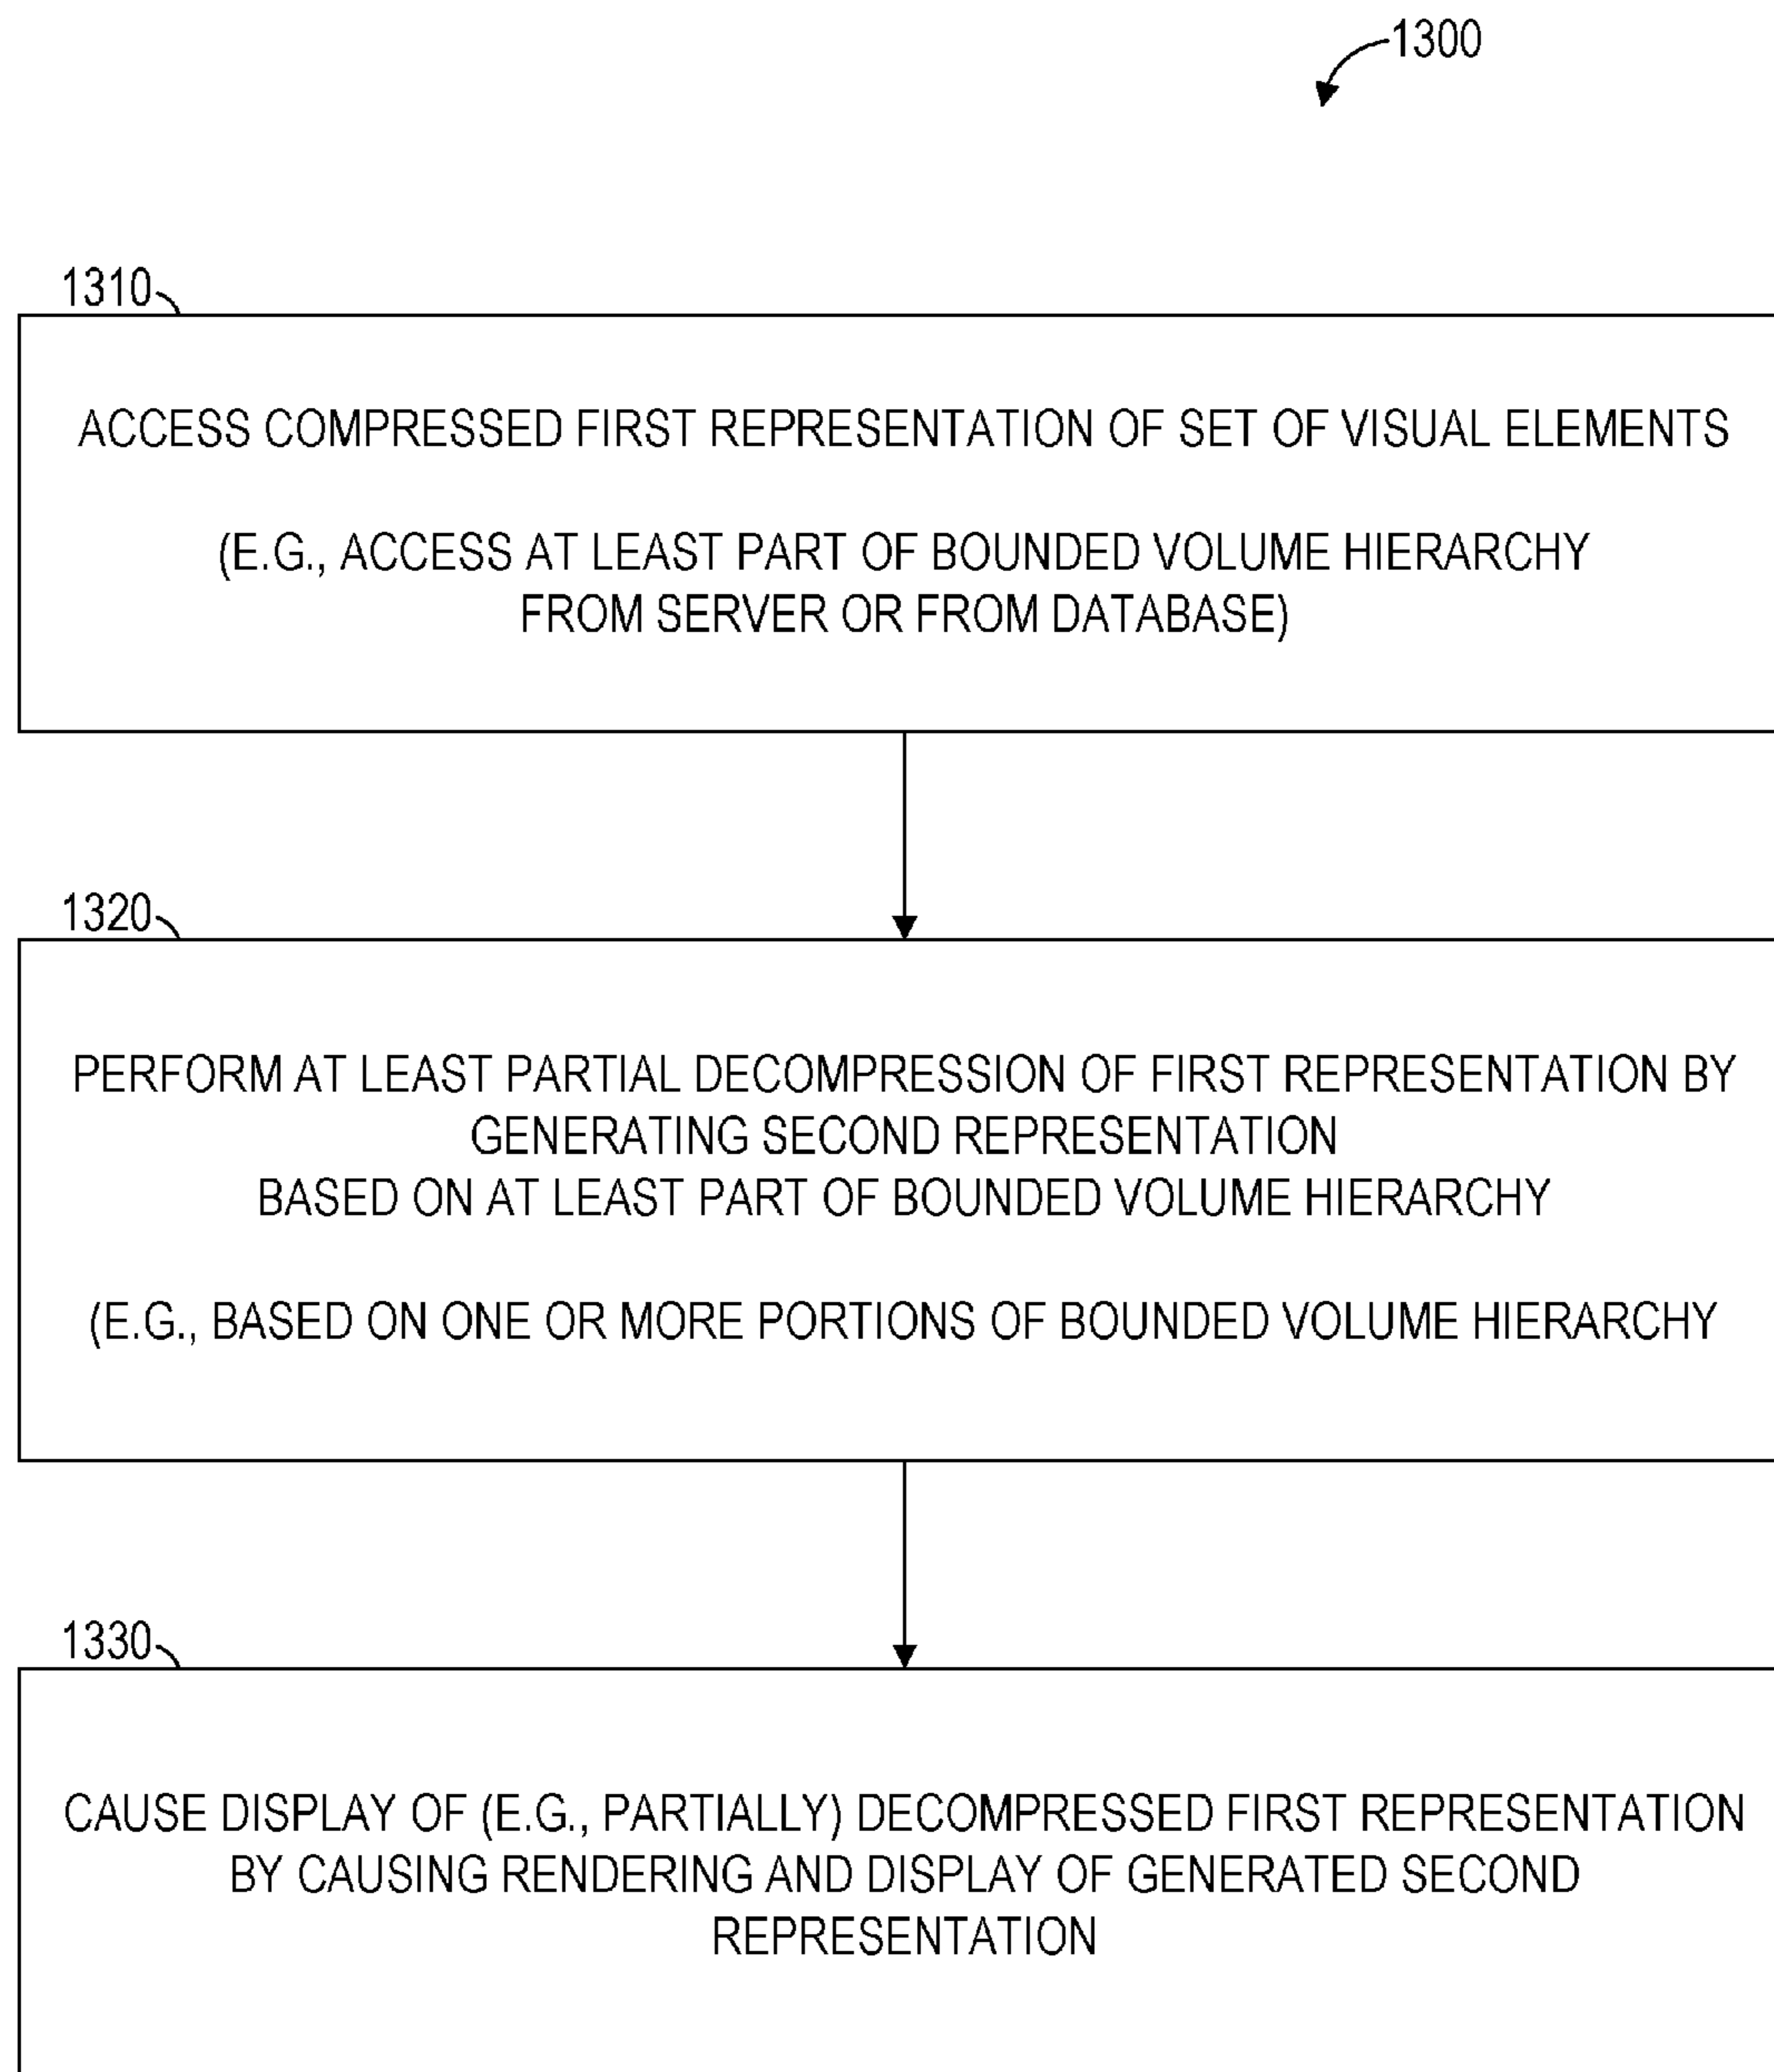 1300
1310
ACCESS COMPRESSED FIRST REPRESENTATION OF SET OF VISUAL ELEMENTS
(E.G., ACCESS AT LEAST PART OF BOUNDED VOLUME HIERARCHY
FROM SERVER OR FROM DATABASE)
1320
PERFORM AT LEAST PARTIAL DECOMPRESSION OF FIRST REPRESENTATION BY
GENERATING SECOND REPRESENTATION
BASED ON AT LEAST PART OF BOUNDED VOLUME HIERARCHY
(E.G., BASED ON ONE OR MORE PORTIONS OF BOUNDED VOLUME HIERARCHY
1330
CAUSE DISPLAY OF (E.G., PARTIALLY) DECOMPRESSED FIRST REPRESENTATION
BY CAUSING RENDERING AND DISPLAY OF GENERATED SECOND
REPRESENTATION